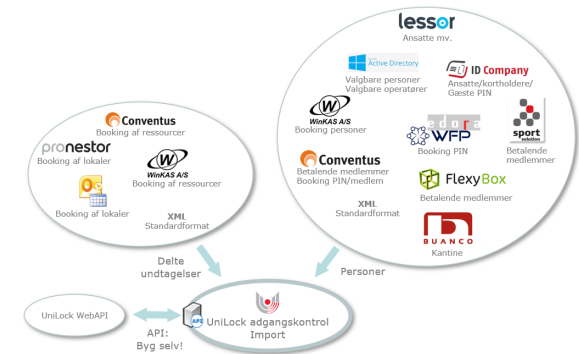 lessor
Ansatte mv.
Active Directory
Valgbare personer
Valgbare operatører
ID Company
Ansatte/kortholdere/
Gæste PIN
WinKAS A/S
Booking personer
edora
WFP
Booking PIN
sport
solution
Betalende
medlemmer
Conventus
Betalende medlemmer
Booking PIN/medlem
FlexyBox
Betalende medlemmer
XML
Standardformat
BUANCO
Kantine
Conventus
Booking af ressourcer
pronestor
Booking af lokaler
WinKAS A/S
Booking af ressourcer
Booking af lokaler
XML
Standardformat
Delte
undtagelser
Personer
UniLock WebAPI
API:
Byg selv!
API
UniLock adgangskontrol
Import